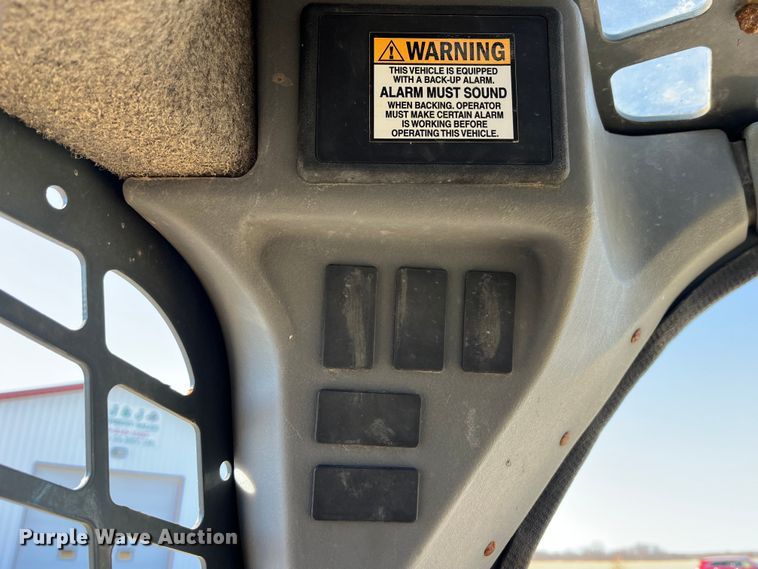 WARNING
THIS VEHICLE IS EQUIPPED
WITH A BACK-UP ALARM.
ALARM MUST SOUND
WHEN BACKING. OPERATOR
MUST MAKE CERTAIN ALARM
IS WORKING BEFORE
OPERATING THIS VEHICLE.
J & J
Purple Wave Auction